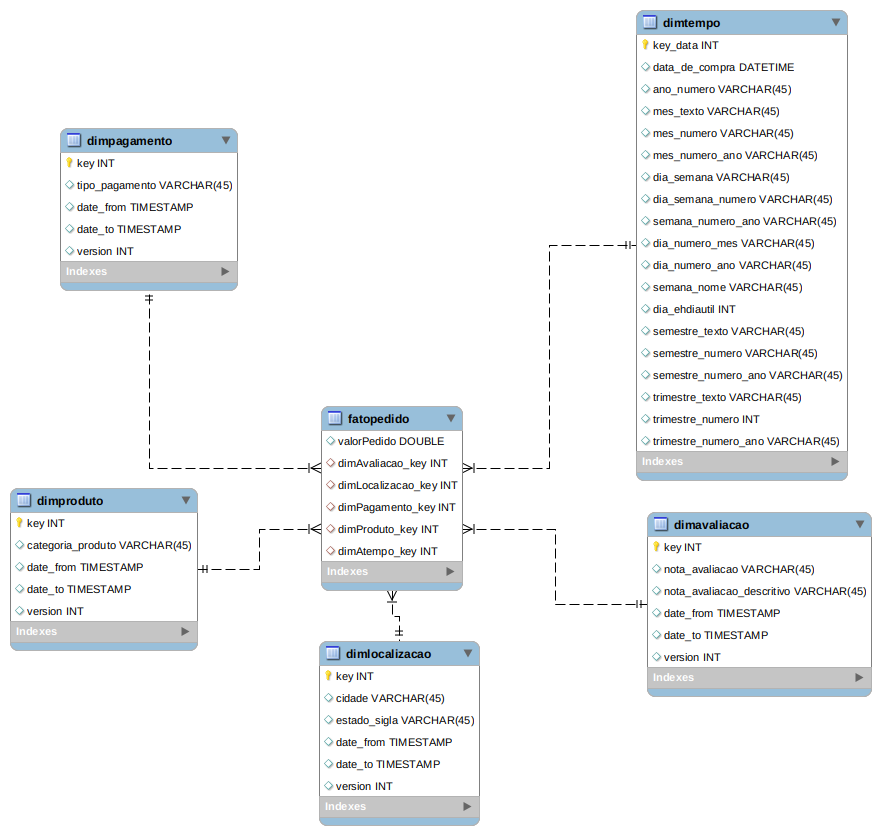 dimtempo
key_data INT
data_de_compra DATETIME
ano_numero VARCHAR(45)
mes_texto VARCHAR(45)
mes_numero VARCHAR(45)
mes_numero_ano VARCHAR(45)
dia_semana VARCHAR(45)
dia_semana_numero VARCHAR(45)
semana_numero_ano VARCHAR(45)
dia_numero_mes VARCHAR(45)
dia_numero_ano VARCHAR(45)
semana_nome VARCHAR(45)
dia_ehdiautil INT
semestre_texto VARCHAR(45)
semestre_numero VARCHAR(45)
semestre_numero_ano VARCHAR(45)
trimestre_texto VARCHAR(45)
trimestre_numero INT
trimestre_numero_ano VARCHAR(45)
Indexes
dimpagamento
key INT
tipo_pagamento VARCHAR(45)
date_from TIMESTAMP
date_to TIMESTAMP
version INT
Indexes
fatopedido
valorPedido DOUBLE
dimAvaliacao_key INT
dimLocalizacao_key INT
dimPagamento_key INT
dimProduto_key INT
dimAtempo_key INT
Indexes
dimproduto
key INT
categoria_produto VARCHAR(45)
date_from TIMESTAMP
date_to TIMESTAMP
version INT
Indexes
dimavaliacao
key INT
nota_avaliacao VARCHAR(45)
nota_avaliacao_descritivo VARCHAR(45)
date_from TIMESTAMP
date_to TIMESTAMP
version INT
Indexes
dimlocalizacao
key INT
cidade VARCHAR(45)
estado_sigla VARCHAR(45)
date_from TIMESTAMP
date_to TIMESTAMP
version INT
Indexes